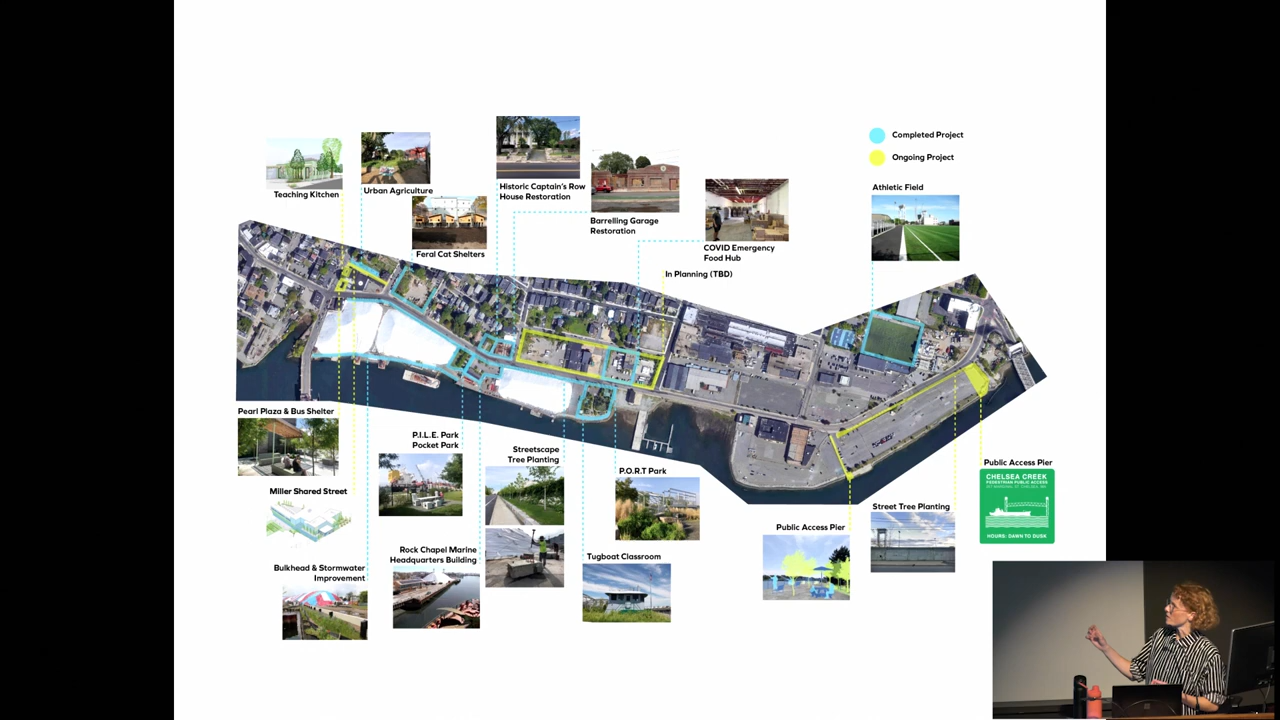 Completed Project
Ongoing Project
Teaching Kitchen
Urban Agriculture
Feral Cat Shelters
Historic Captain's Row
House Restoration
Barrelling Garage
Restoration
COVID Emergency
Food Hub
In Planning (TBD)
Athletic Field
Pearl Plaza & Bus Shelter
Miller Shared Street
Bulkhead & Stormwater
Improvement
P.I.L.E. Park
Pocket Park
Rock Chapel Marine
Headquarters Building
Streetscape
Tree Planting
Tugboat Classroom
P.O.R.T Park
Public Access Pier
Street Tree Planting
Public Access Pier
CHELSEA CREEK
PEDESTRIAN PUBLIC ACCESS
HOURS: DAWN TO DUSK